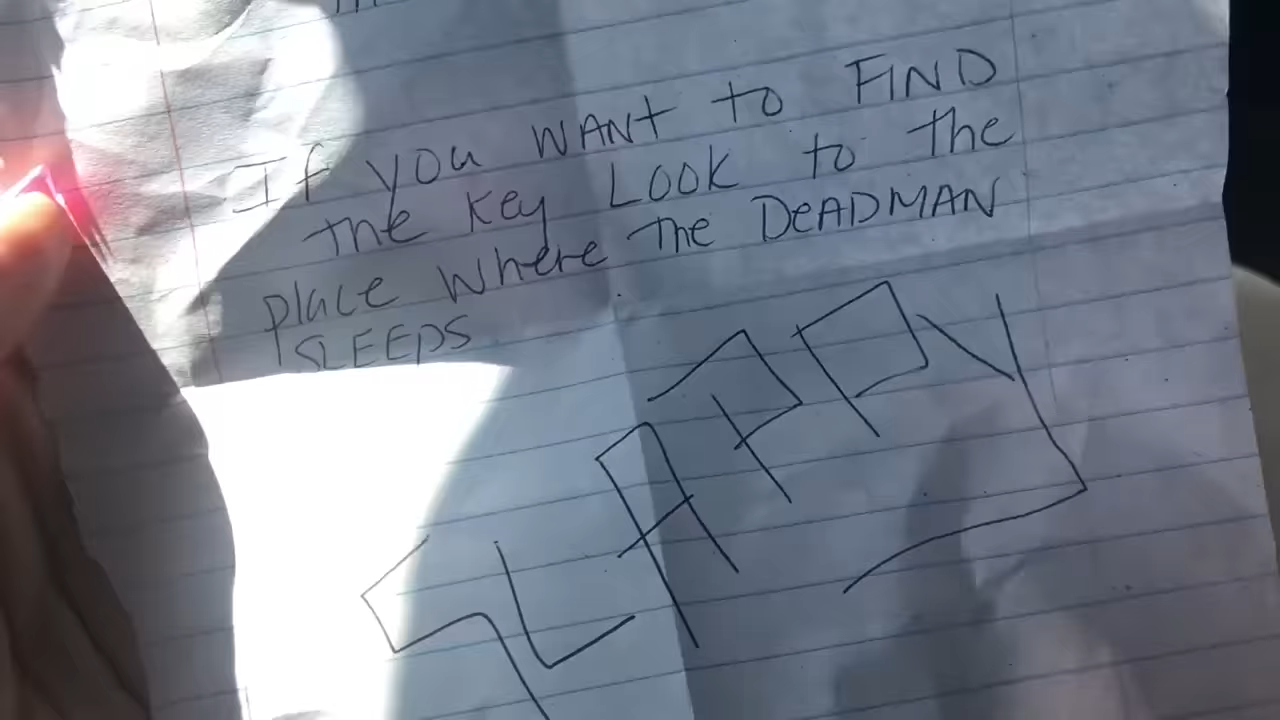 If you WANT to FIND
the Key LOOK to the
place where the DeADMAN
SLEEPS
SLAPPY